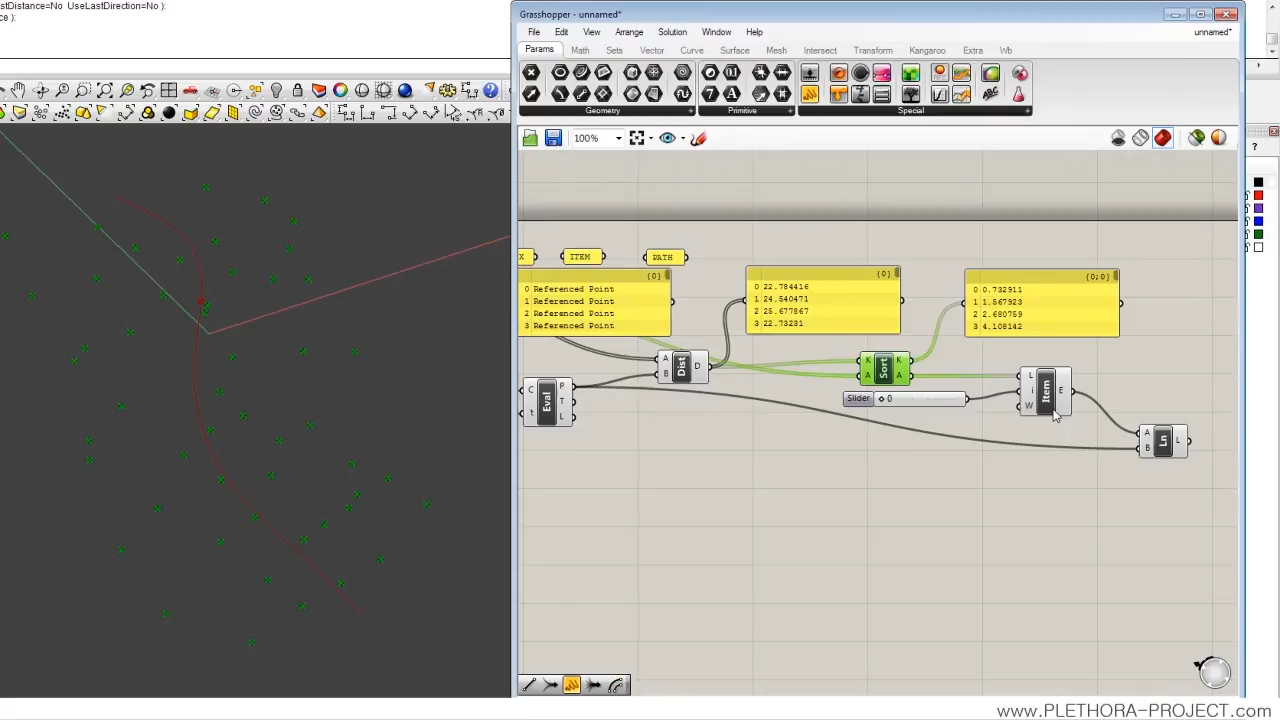 stDistance=No UseLastDirection=No ):
ce ):
Grasshopper - unnamed*
File Edit View Arrange Solution Window Help
unnamed*
Params Math Sets Vector Curve Surface Mesh Intersect Transform Kangaroo Extra Wb
Geometry
Primitive
Special
100%
X
ITEM
PATH
{0}
0 Referenced Point
1 Referenced Point
2 Referenced Point
3 Referenced Point
{0}
0 22.784416
1 24.540471
2 25.677867
3 22.73231
{0;0}
0 0.732911
1 1.567923
2 2.680759
3 4.108142
A
B
Dist
D
K
A
Sort
K
A
Slider 0
L
i
W
Item
E
C
t
Eval
P
T
L
A
B
Ln
L
www.PLETHORA-PROJECT.com